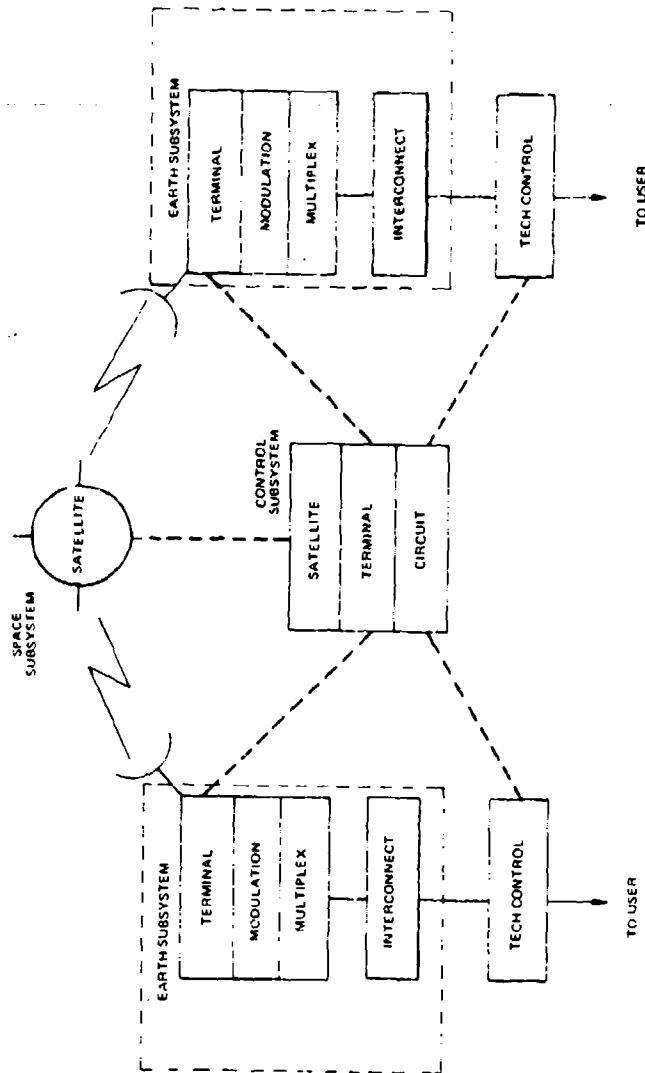 SPACE
SUBSYSTEM
SATELLITE
EARTH SUBSYSTEM
TERMINAL
MODULATION
MULTIPLEX
INTERCONNECT
TECH CONTROL
TO USER
CONTROL
SUBSYSTEM
SATELLITE
TERMINAL
CIRCUIT
EARTH SUBSYSTEM
TERMINAL
MODULATION
MULTIPLEX
INTERCONNECT
TECH CONTROL
TO USER